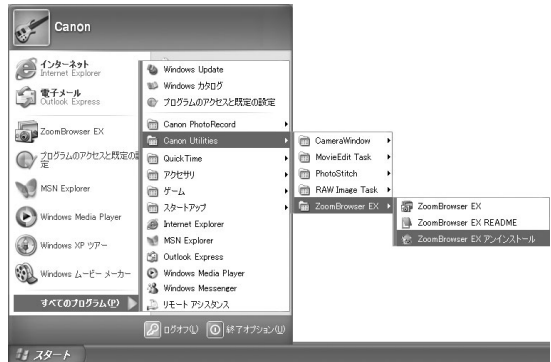 Canon
インターネット
Internet Explorer
電子メール
Outlook Express
ZoomBrowser EX
プログラムのアクセスと既定の
定
MSN Explorer
Windows Media Player
Windows XP ツアー
Windows ムービー メーカー
すべてのプログラム(P)
Windows Update
Windows カタログ
プログラムのアクセスと既定の設定
Canon PhotoRecord
Canon Utilities
QuickTime
アクセサリ
ゲーム
スタートアップ
Internet Explorer
MSN Explorer
Outlook Express
Windows Media Player
Windows Messenger
リモート アシスタンス
CameraWindow
MovieEdit Task
PhotoStitch
RAW Image Task
ZoomBrowser EX
ZoomBrowser EX
ZoomBrowser EX README
ZoomBrowser EX アンインストール
ログオフ(L)
終了オプション(U)
スタート